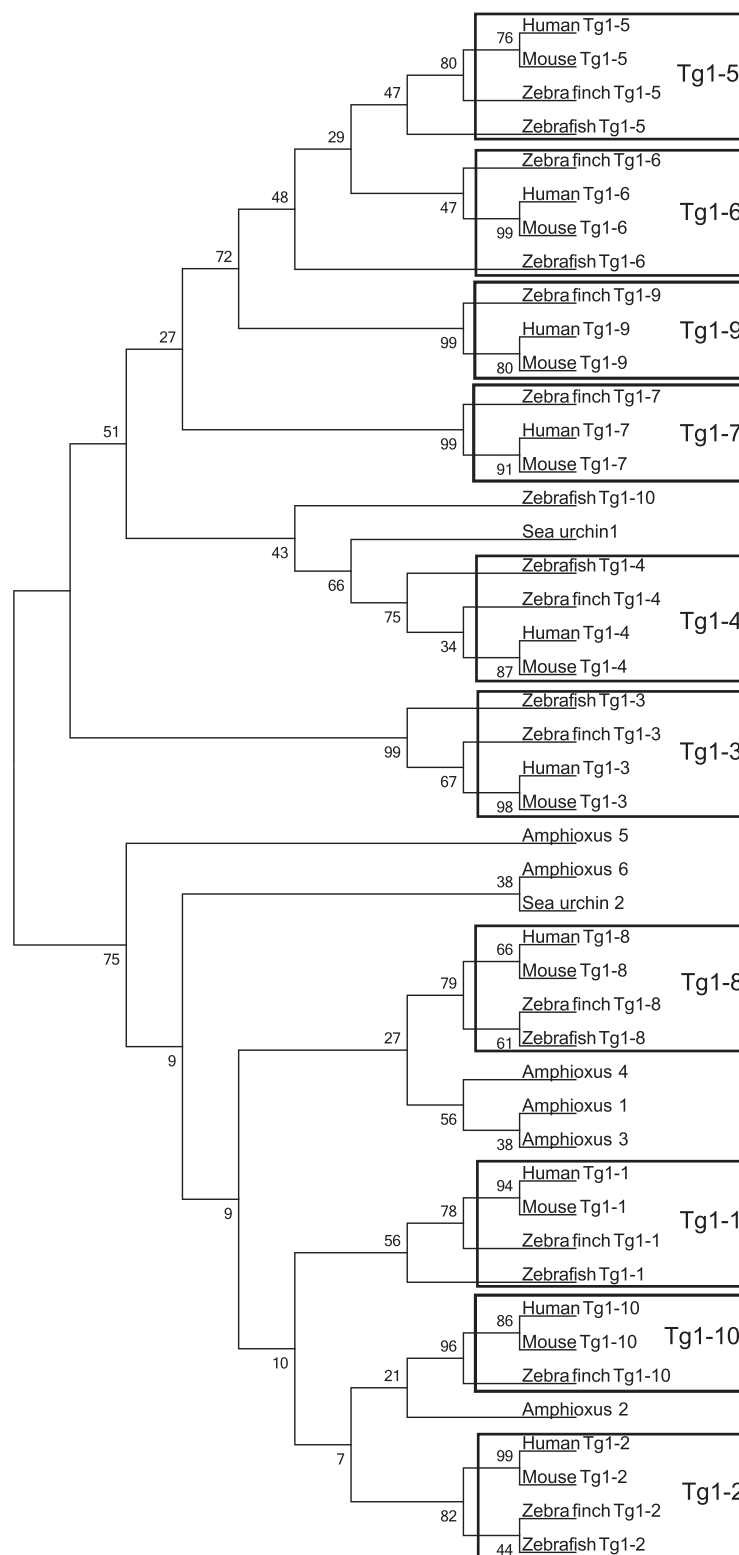 Human Tg1-5
76
Mouse Tg1-5
Tg1-5
80
Zebra finch Tg1-5
47
Zebrafish Tg1-5
29
Zebra finch Tg1-6
48
Human Tg1-6
47
Tg1-6
Mouse Tg1-6
99
72
Zebrafish Tg1-6
Zebra finch Tg1-9
27
Human Tg1-9
Tg1-9
99
Mouse Tg1-9
80
Zebra finch Tg1-7
51
Human Tg1-7
Tg1-7
99
Mouse Tg1-7
91
Zebrafish Tg1-10
Sea urchin1
43
Zebrafish Tg1-4
66
Zebra finch Tg1-4
75
Tg1-4
Human Tg1-4
34
Mouse Tg1-4
87
Zebrafish Tg1-3
Zebra finch Tg1-3
99
Tg1-3
Human Tg1-3
67
Mouse Tg1-3
98
Amphioxus 5
Amphioxus 6
38
Sea urchin 2
Human Tg1-8
66
75
Mouse Tg1-8
79
Tg1-8
Zebra finch Tg1-8
27
Zebrafish Tg1-8
61
9
Amphioxus 4
Amphioxus 1
56
Amphioxus 3
38
Human Tg1-1
94
Mouse Tg1-1
78
9
Tg1-1
Zebra finch Tg1-1
56
Zebrafish Tg1-1
Human Tg1-10
86
Tg1-10
Mouse Tg1-10
96
10
Zebra finch Tg1-10
21
Amphioxus 2
Human Tg1-2
99
7
Mouse Tg1-2
Tg1-2
Zebra finch Tg1-2
82
Zebrafish Tg1-2
44